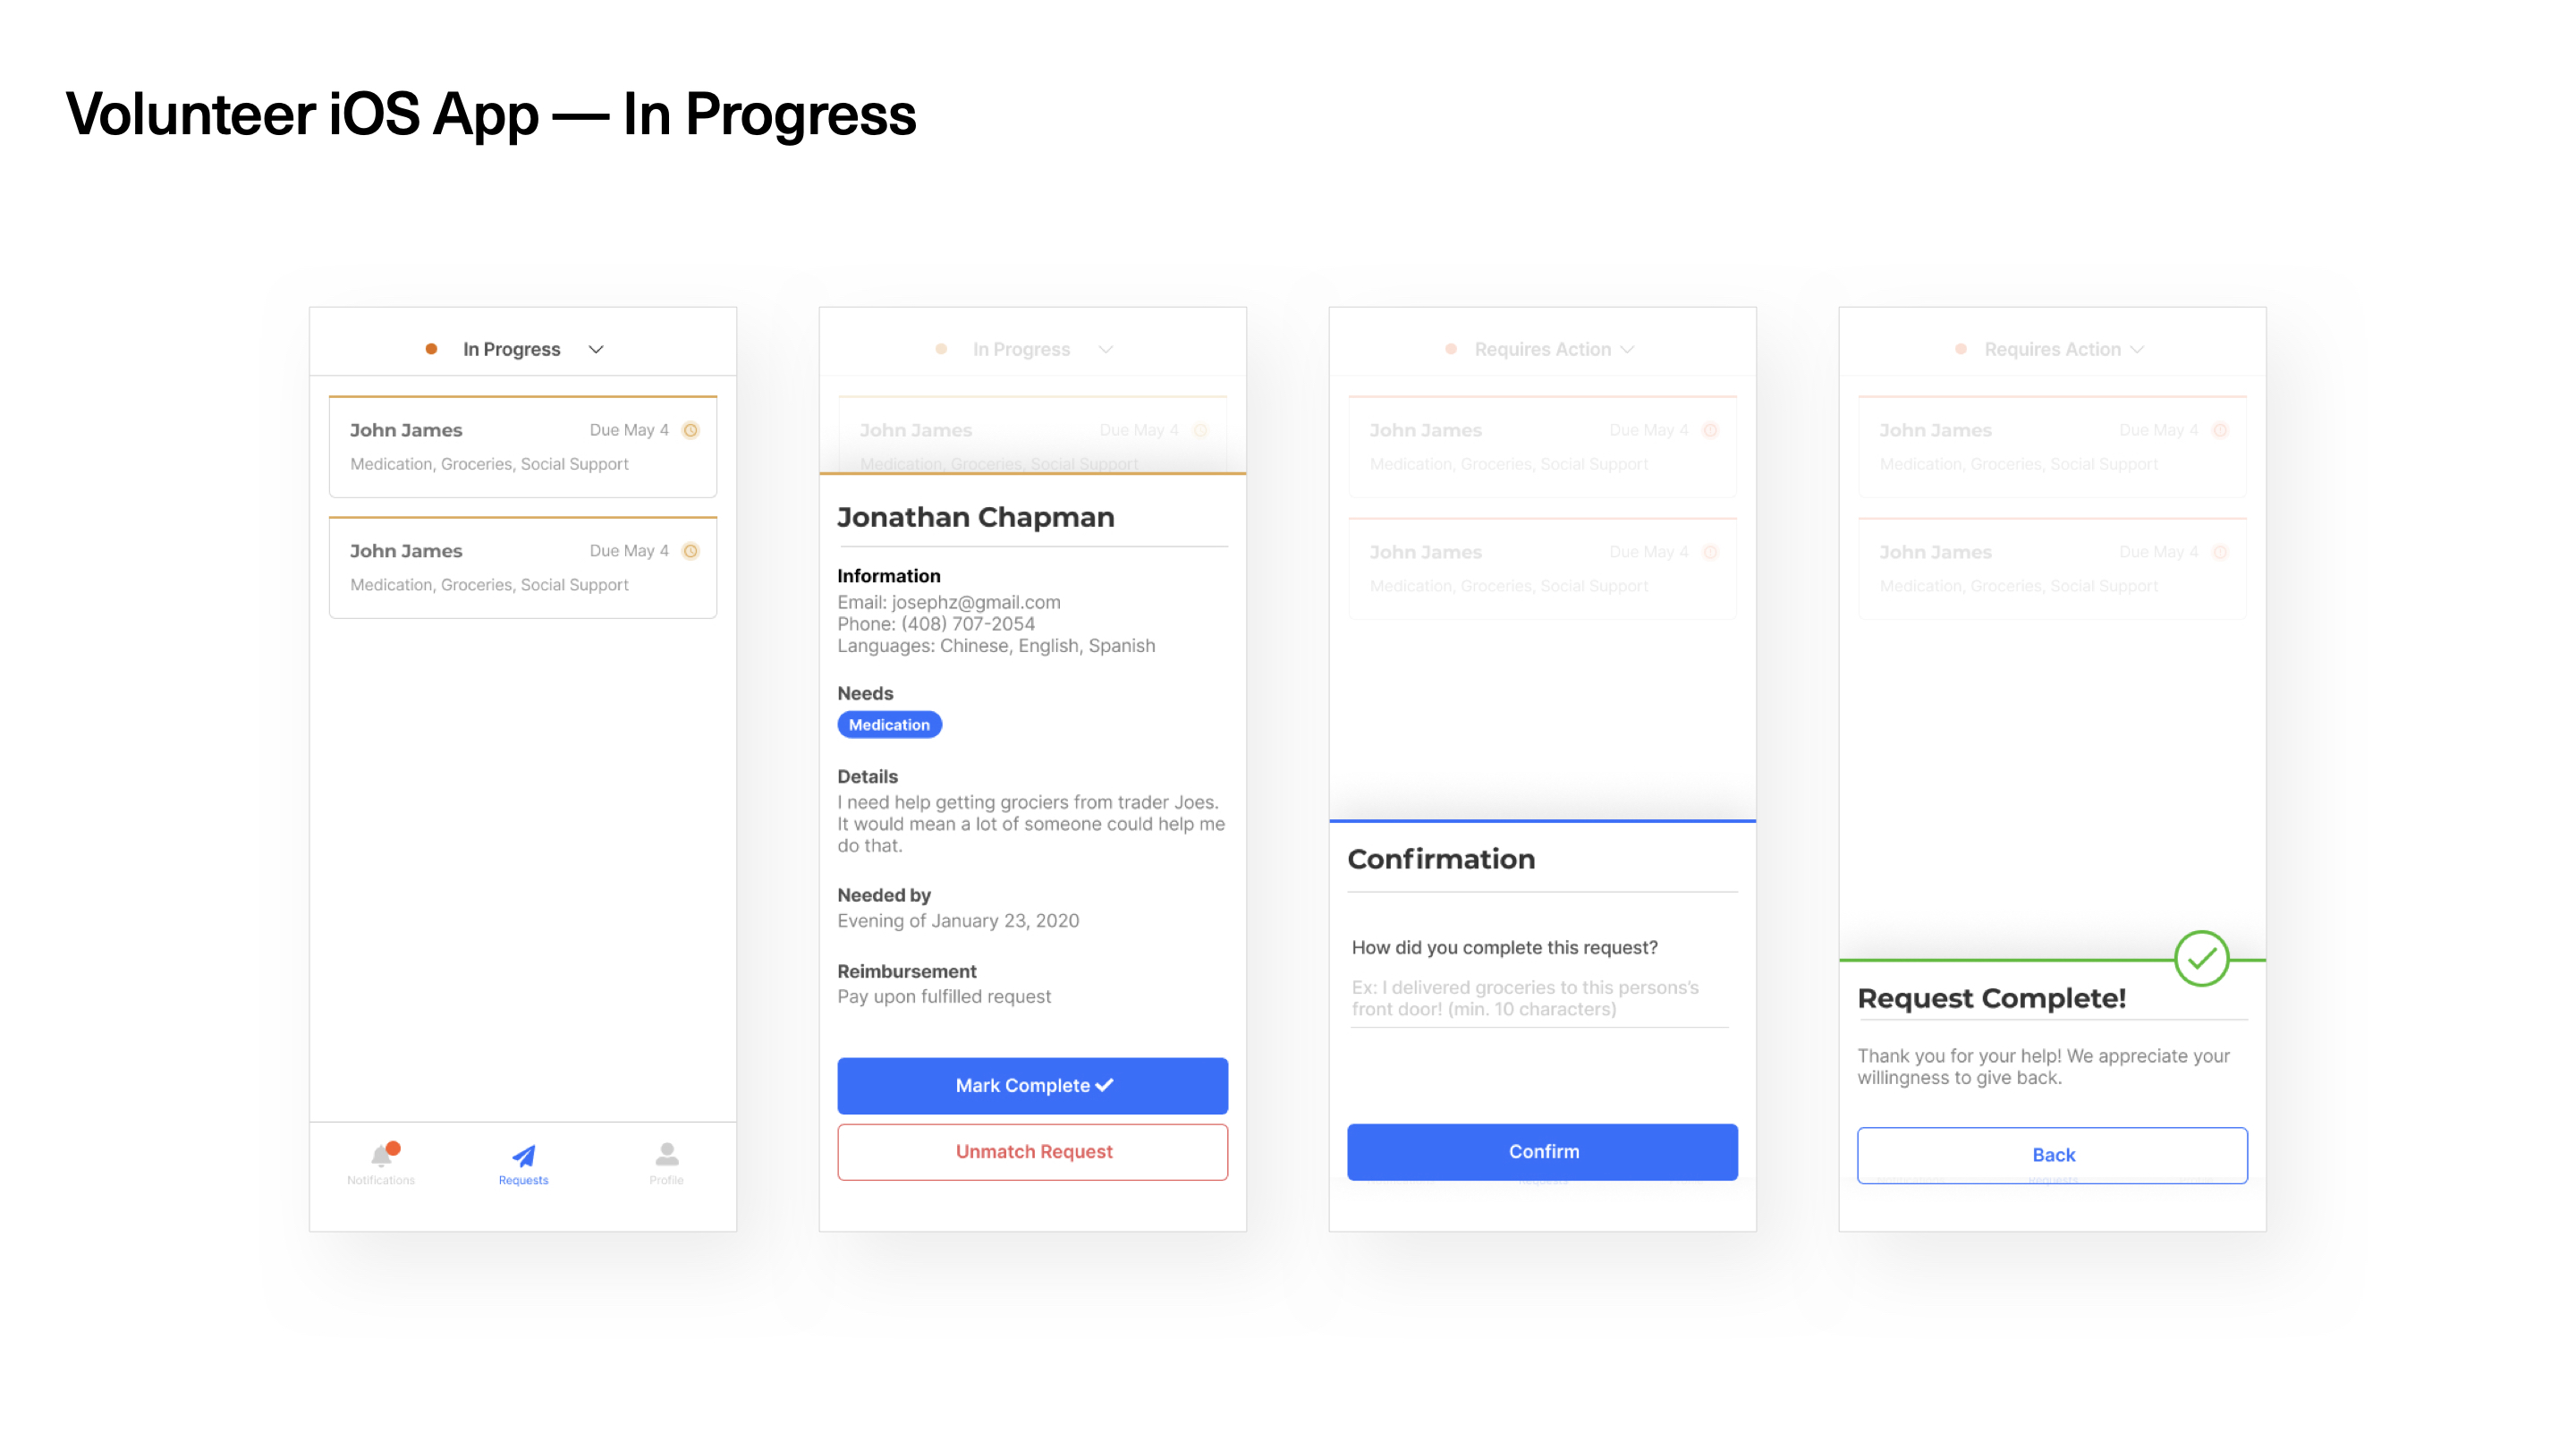 Volunteer iOS App — In Progress
In Progress
John James Due May 4
Medication, Groceries, Social Support
John James Due May 4
Medication, Groceries, Social Support
Notifications Requests Profile
In Progress
John James Due May 4
Medication, Groceries, Social Support
Jonathan Chapman
Information
Email: josephz@gmail.com
Phone: (408) 707-2054
Languages: Chinese, English, Spanish
Needs
Medication
Details
I need help getting grociers from trader Joes.
It would mean a lot of someone could help me
do that.
Needed by
Evening of January 23, 2020
Reimbursement
Pay upon fulfilled request
Mark Complete
Unmatch Request
Requires Action
John James Due May 4
Medication, Groceries, Social Support
John James Due May 4
Medication, Groceries, Social Support
Confirmation
How did you complete this request?
Ex: I delivered groceries to this persons's
front door! (min. 10 characters)
Confirm
Requires Action
John James Due May 4
Medication, Groceries, Social Support
John James Due May 4
Medication, Groceries, Social Support
Request Complete!
Thank you for your help! We appreciate your
willingness to give back.
Back
Requests